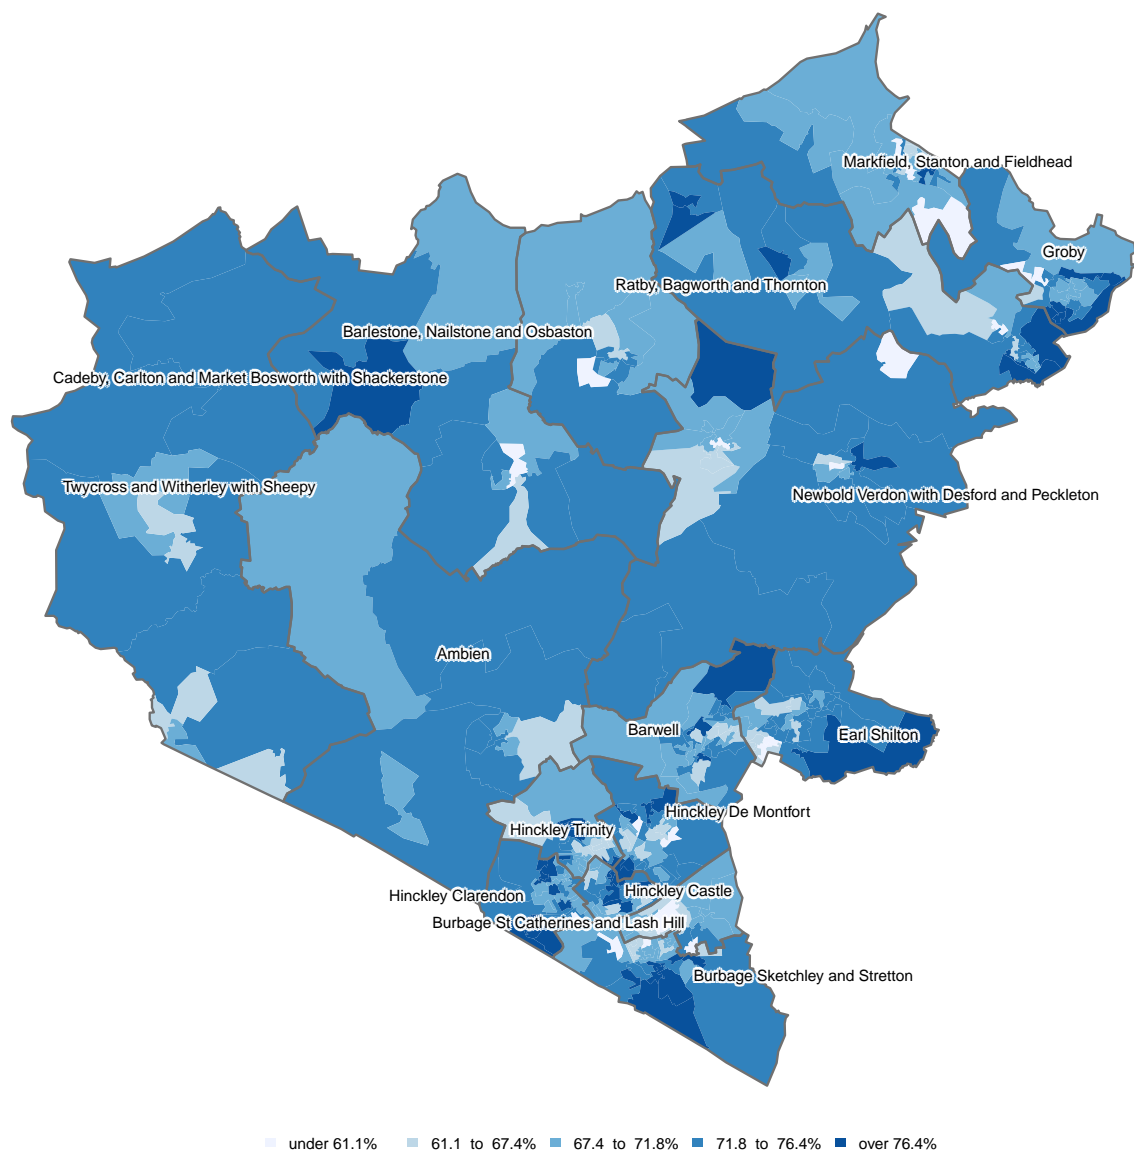 Markfield, Stanton and Fieldhead
Groby
Ratby, Bagworth and Thornton
Barlestone, Nailstone and Osbaston
Cadeby, Carlton and Market Bosworth with Shackerstone
Twycross and Witherley with Sheepy
Newbold Verdon with Desford and Peckleton
Ambien
Barwell
Earl Shilton
Hinckley De Montfort
Hinckley Trinity
Hinckley Castle
Hinckley Clarendon
Burbage St Catherines and Lash Hill
Burbage Sketchley and Stretton
under 61.1% 61.1 to 67.4% 67.4 to 71.8% 71.8 to 76.4% over 76.4%